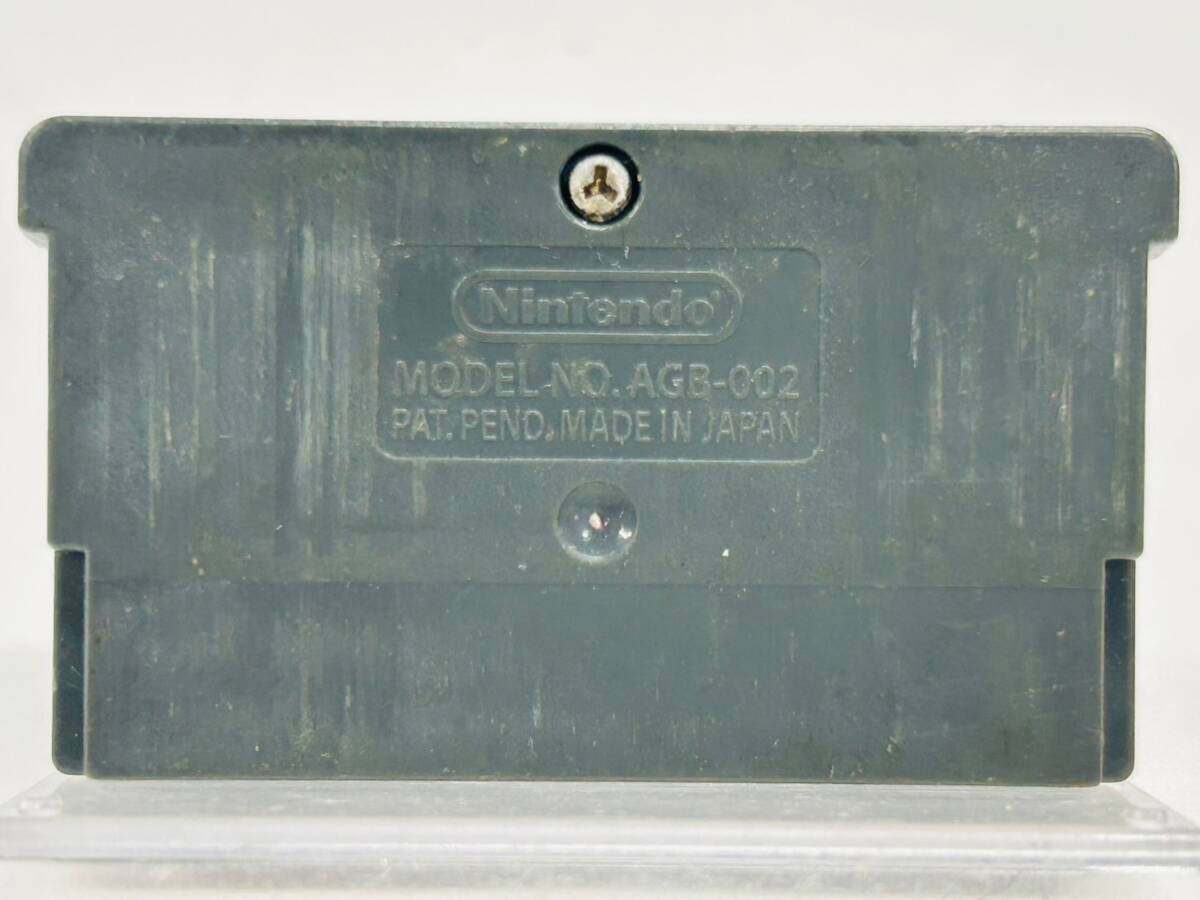 Nintendo
MODEL NO. AGB-002
PAT. PEND. MADE IN JAPAN